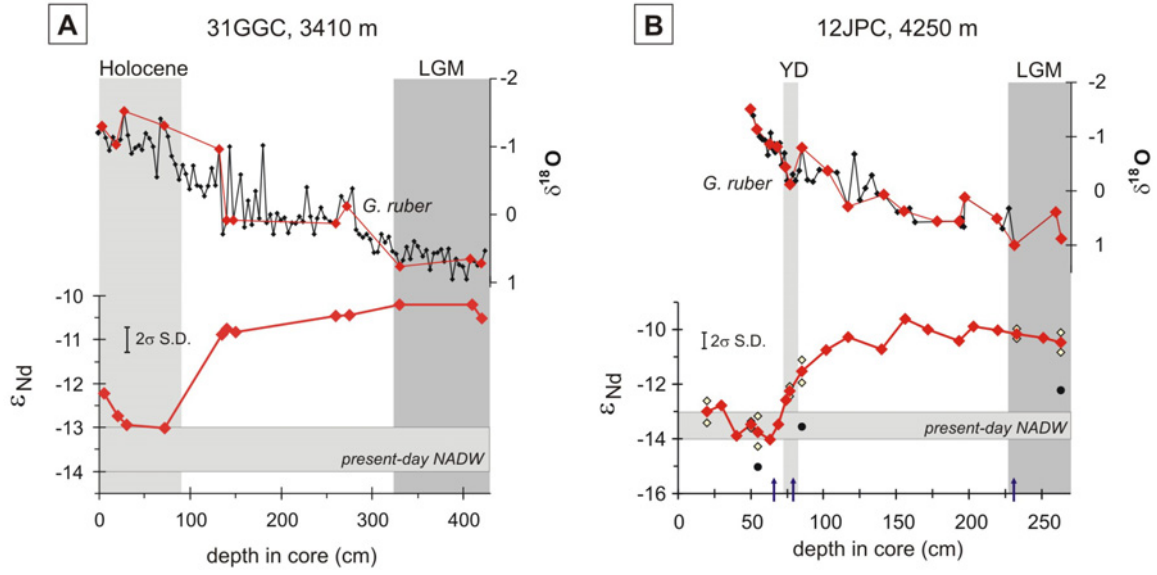 A
31GGC, 3410 m
Holocene
LGM
-2
-1
0
1
δ18O
G. ruber
-10
-11
-12
-13
-14
εNd
2σ S.D.
present-day NADW
0
100
200
300
400
depth in core (cm)
B
12JPC, 4250 m
YD
LGM
-2
-1
0
1
δ18O
G. ruber
-10
-12
-14
-16
εNd
2σ S.D.
present-day NADW
0
50
100
150
200
250
depth in core (cm)